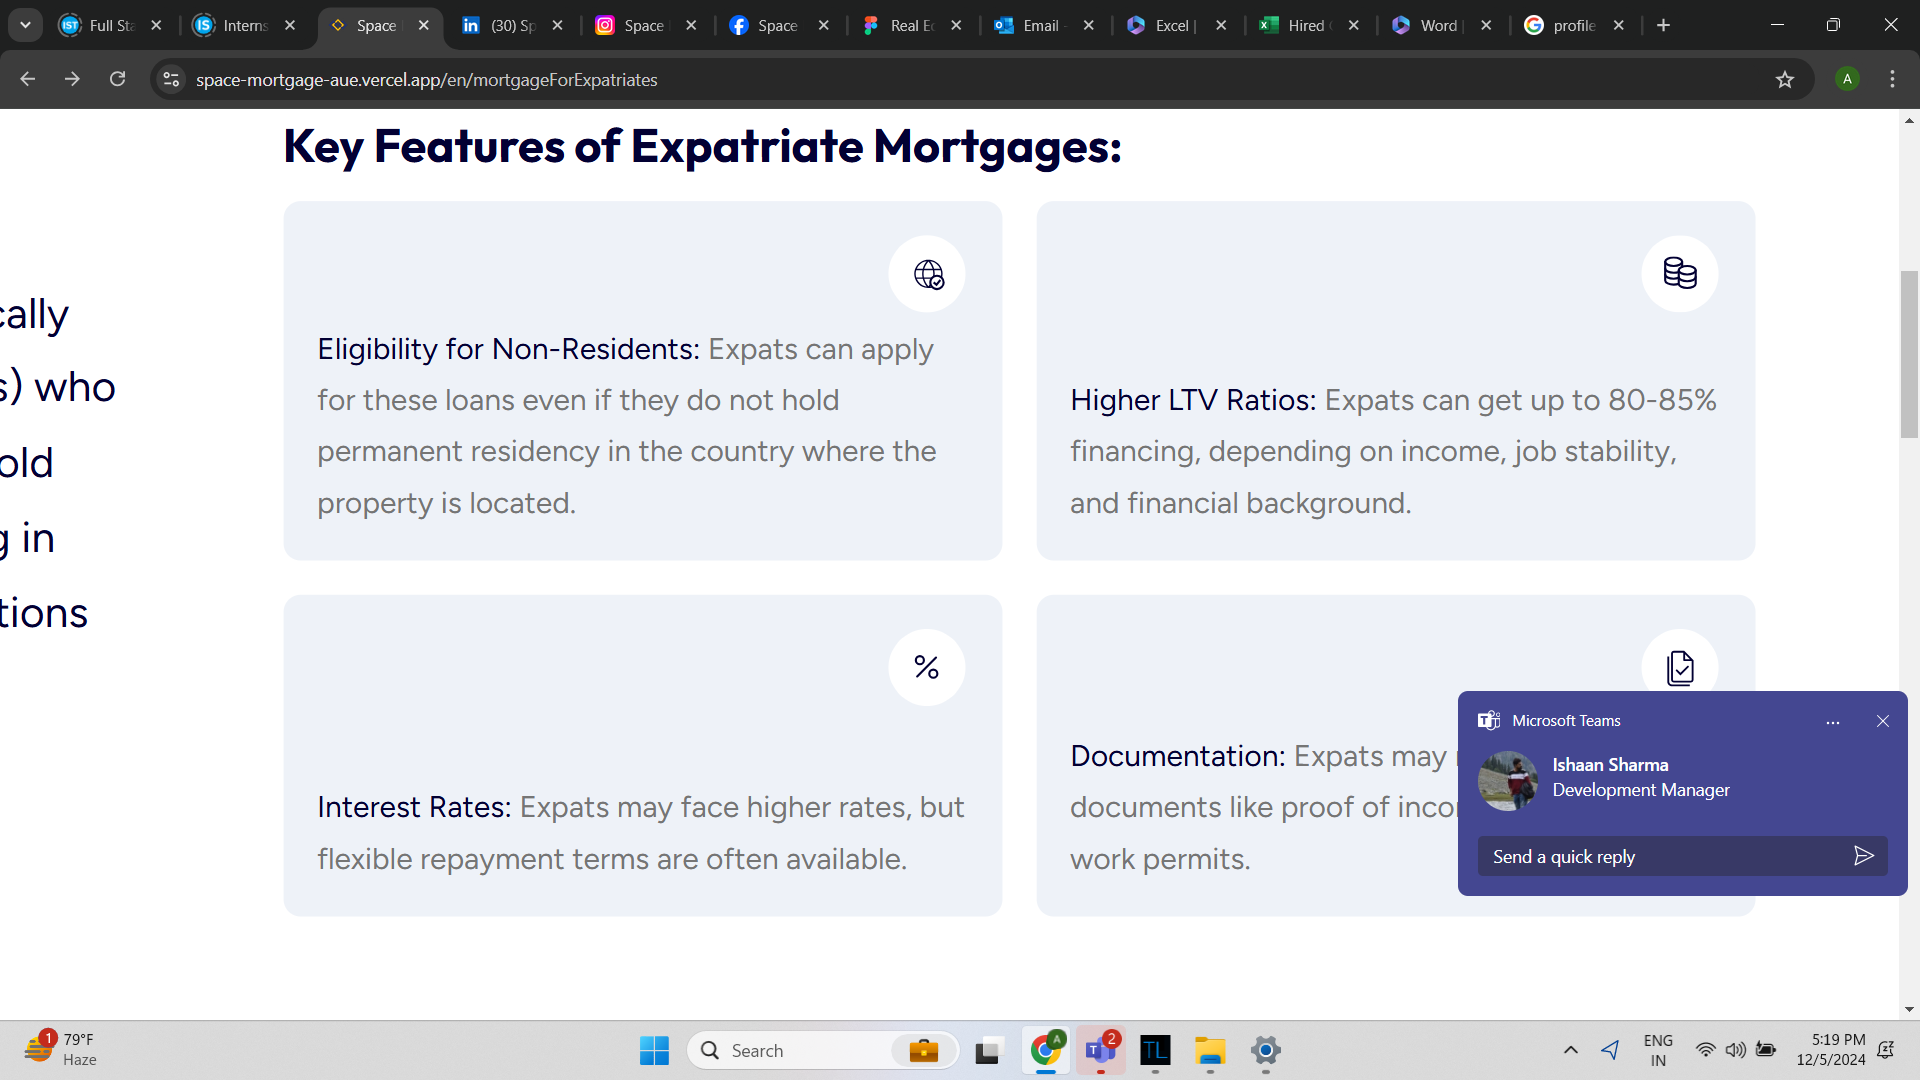 Full Sta
Interns
Space
(30) Sp
Space
Space
Real E
Email
Excel |
Hired
Word |
profile
space-mortgage-aue.vercel.app/en/mortgageForExpatriates
A
Key Features of Expatriate Mortgages:
cally
s) who
old
g in
tions
Eligibility for Non-Residents: Expats can apply
for these loans even if they do not hold
permanent residency in the country where the
property is located.
Higher LTV Ratios: Expats can get up to 80-85%
financing, depending on income, job stability,
and financial background.
Interest Rates: Expats may face higher rates, but
flexible repayment terms are often available.
Documentation: Expats may
documents like proof of inco
work permits.
Microsoft Teams
Ishaan Sharma
Development Manager
Send a quick reply
1
79°F
Haze
Search
A
2
TL
ENG
IN
5:19 PM
12/5/2024